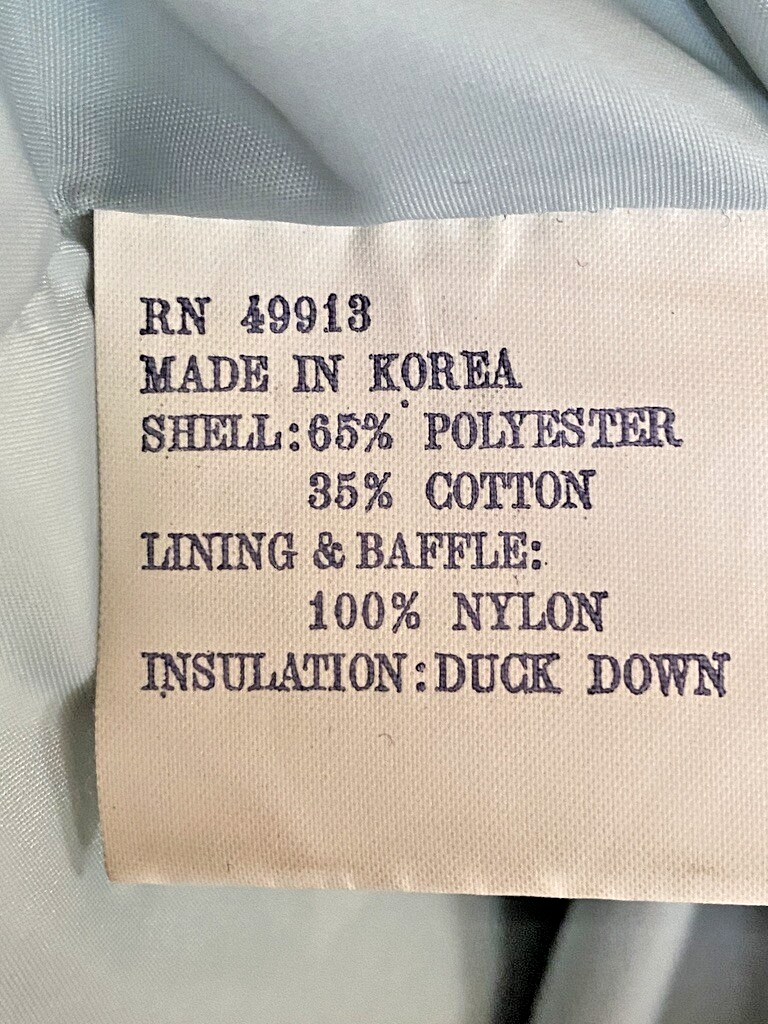 RN 49913
MADE IN KOREA
SHELL:65% POLYESTER
35% COTTON
LINING & BAFFLE:
100% NYLON
INSULATION:DUCK DOWN